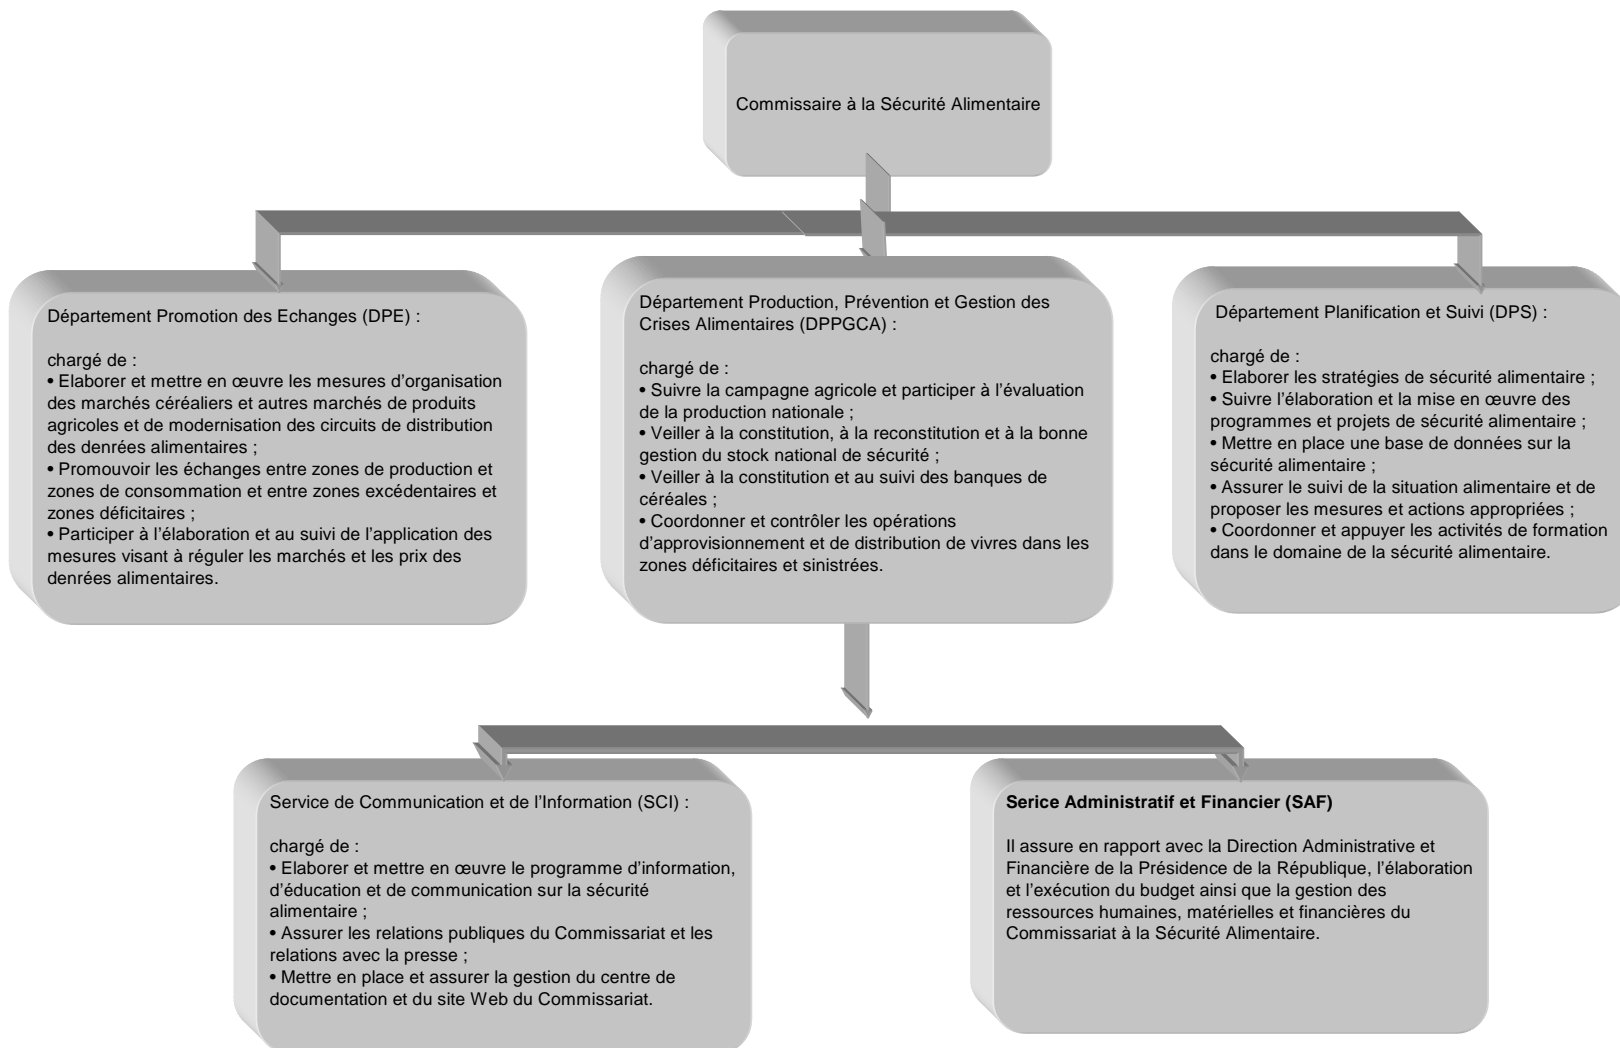 Commissaire à la Sécurité Alimentaire
Département Promotion des Echanges (DPE) :
chargé de :
• Elaborer et mettre en œuvre les mesures d’organisation
des marchés céréaliers et autres marchés de produits
agricoles et de modernisation des circuits de distribution
des denrées alimentaires ;
• Promouvoir les échanges entre zones de production et
zones de consommation et entre zones excédentaires et
zones déficitaires ;
• Participer à l’élaboration et au suivi de l’application des
mesures visant à réguler les marchés et les prix des
denrées alimentaires.
Département Production, Prévention et Gestion des
Crises Alimentaires (DPPGCA) :
chargé de :
• Suivre la campagne agricole et participer à l’évaluation
de la production nationale ;
• Veiller à la constitution, à la reconstitution et à la bonne
gestion du stock national de sécurité ;
• Veiller à la constitution et au suivi des banques de
céréales ;
• Coordonner et contrôler les opérations
d’approvisionnement et de distribution de vivres dans les
zones déficitaires et sinistrées.
Département Planification et Suivi (DPS) :
chargé de :
• Elaborer les stratégies de sécurité alimentaire ;
• Suivre l’élaboration et la mise en œuvre des
programmes et projets de sécurité alimentaire ;
• Mettre en place une base de données sur la
sécurité alimentaire ;
• Assurer le suivi de la situation alimentaire et de
proposer les mesures et actions appropriées ;
• Coordonner et appuyer les activités de formation
dans le domaine de la sécurité alimentaire.
Service de Communication et de l’Information (SCI) :
chargé de :
• Elaborer et mettre en œuvre le programme d’information,
d’éducation et de communication sur la sécurité
alimentaire ;
• Assurer les relations publiques du Commissariat et les
relations avec la presse ;
• Mettre en place et assurer la gestion du centre de
documentation et du site Web du Commissariat.
Serice Administratif et Financier (SAF)
Il assure en rapport avec la Direction Administrative et
Financière de la Présidence de la République, l’élaboration
et l’exécution du budget ainsi que la gestion des
ressources humaines, matérielles et financières du
Commissariat à la Sécurité Alimentaire.